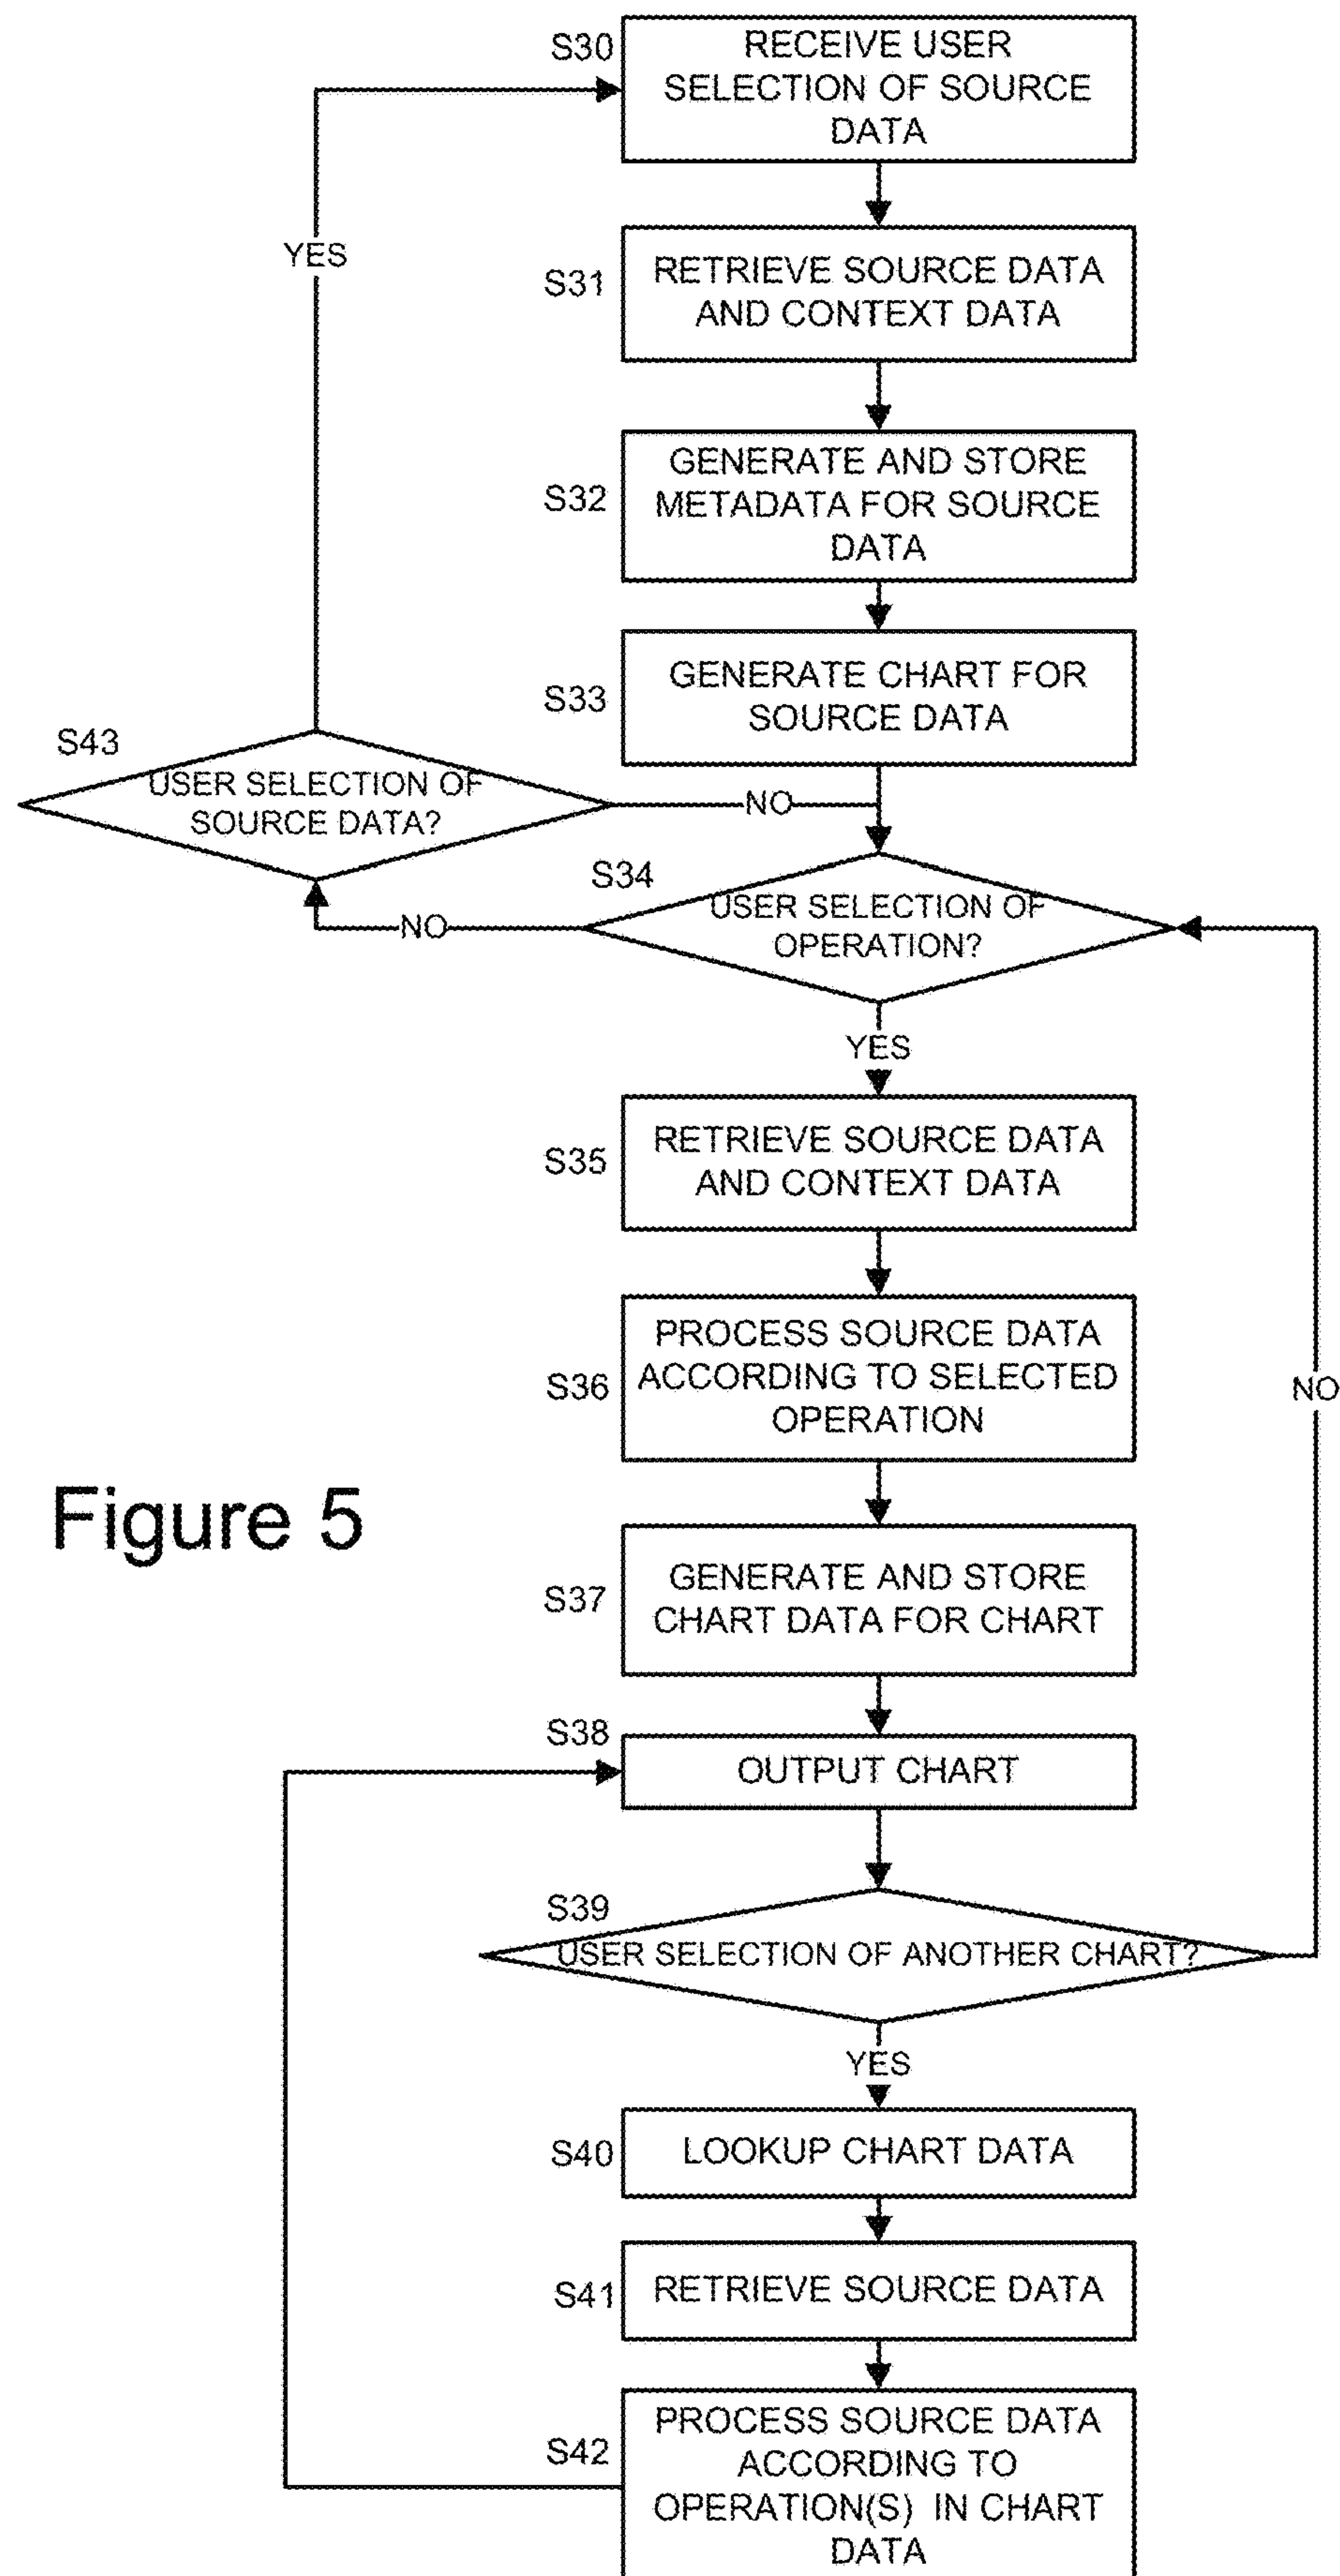 S30
RECEIVE USER
SELECTION OF SOURCE
DATA
YES
S31
RETRIEVE SOURCE DATA
AND CONTEXT DATA
S32
GENERATE AND STORE
METADATA FOR SOURCE
DATA
S33
GENERATE CHART FOR
SOURCE DATA
S43
USER SELECTION OF
SOURCE DATA?
NO
S34
USER SELECTION OF
OPERATION?
NO
YES
S35
RETRIEVE SOURCE DATA
AND CONTEXT DATA
S36
PROCESS SOURCE DATA
ACCORDING TO SELECTED
OPERATION
NO
Figure 5
S37
GENERATE AND STORE
CHART DATA FOR CHART
S38
OUTPUT CHART
S39
USER SELECTION OF ANOTHER CHART?
YES
S40
LOOKUP CHART DATA
S41
RETRIEVE SOURCE DATA
S42
PROCESS SOURCE DATA
ACCORDING TO
OPERATION(S) IN CHART
DATA